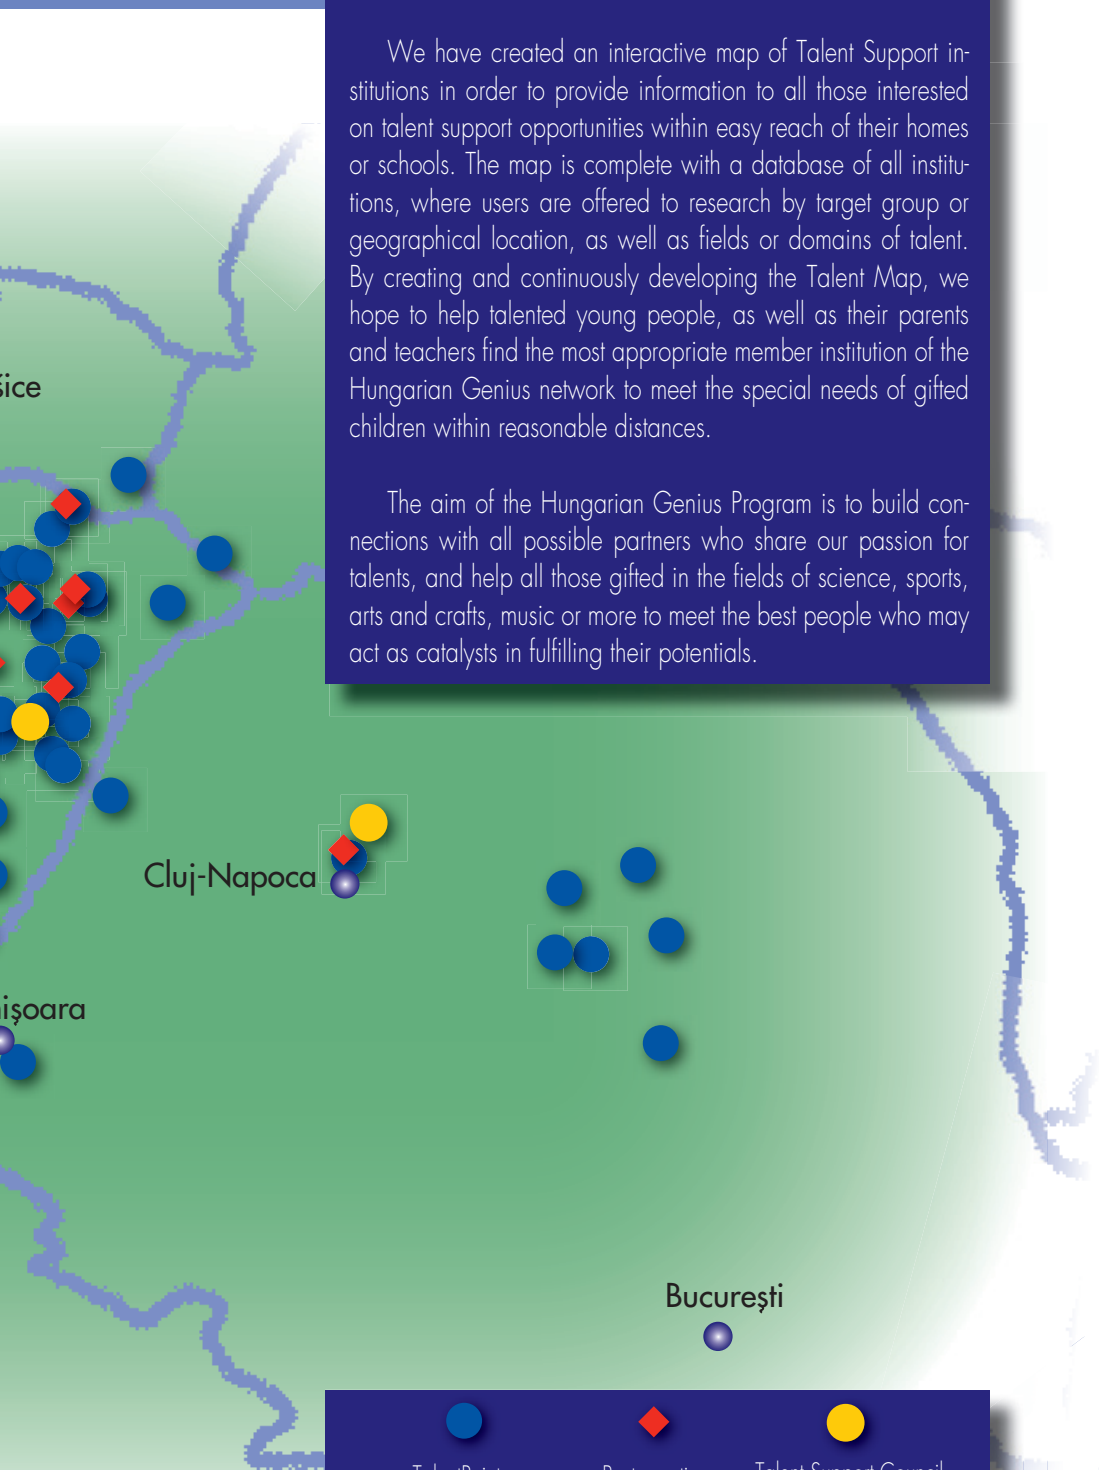 We have created an interactive map of Talent Support in-
stitutions in order to provide information to all those interested
on talent support opportunities within easy reach of their homes
or schools. The map is complete with a database of all institu-
tions, where users are offered to research by target group or
geographical location, as well as fields or domains of talent.
By creating and continuously developing the Talent Map, we
hope to help talented young people, as well as their parents
and teachers find the most appropriate member institution of the
Hungarian Genius network to meet the special needs of gifted
children within reasonable distances.
The aim of the Hungarian Genius Program is to build con-
nections with all possible partners who share our passion for
talents, and help all those gifted in the fields of science, sports,
arts and crafts, music or more to meet the best people who may
act as catalysts in fulfilling their potentials.
šice
Cluj-Napoca
işoara
Bucureşti
Talent Support Council